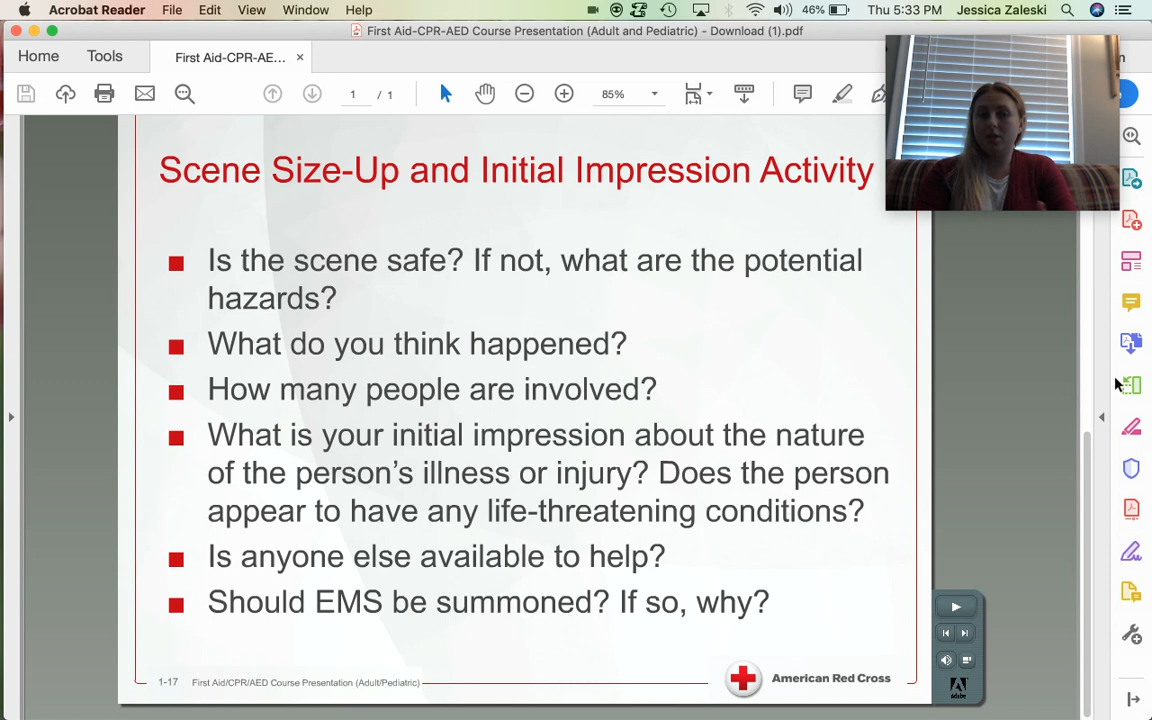 Acrobat Reader File Edit View Window Help 46% Thu 5:33 PM Jessica Zaleski
First Aid-CPR-AED Course Presentation (Adult and Pediatric) - Download (1).pdf
Home Tools First Aid-CPR-AE... ×
1 / 1 85%
Scene Size-Up and Initial Impression Activity
Is the scene safe? If not, what are the potential
hazards?
What do you think happened?
How many people are involved?
What is your initial impression about the nature
of the person’s illness or injury? Does the person
appear to have any life-threatening conditions?
Is anyone else available to help?
Should EMS be summoned? If so, why?
1-17 First Aid/CPR/AED Course Presentation (Adult/Pediatric)
American Red Cross
Adobe